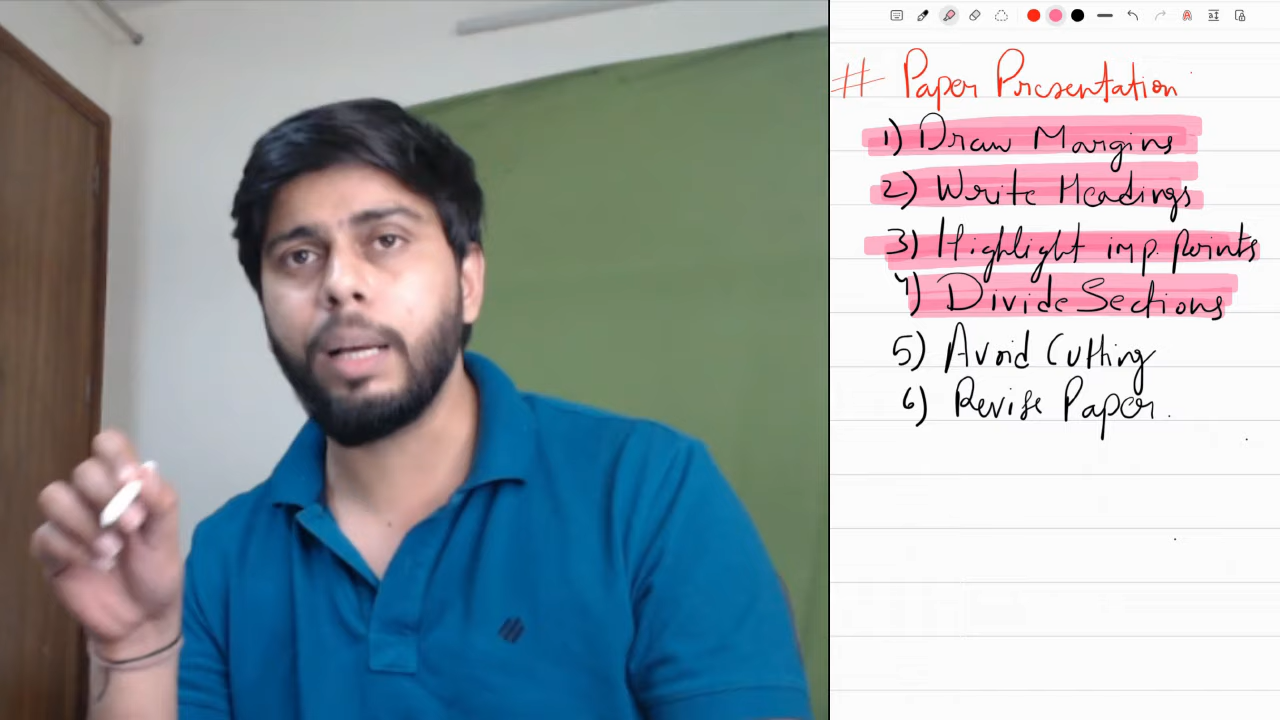 # Paper Presentation
1) Draw Margins
2) Write Headings
3) Highlight imp. points
4) Divide Sections
5) Avoid Cutting
6) Revise Paper.